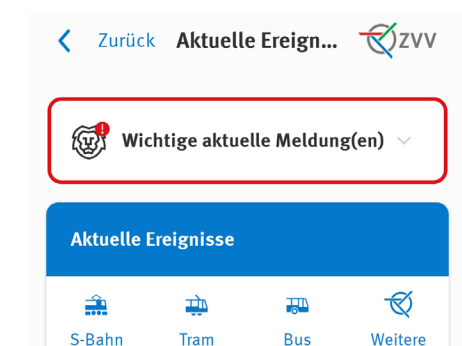 Zurück Aktuelle Ereign... ZVV
Wichtige aktuelle Meldung(en)
Aktuelle Ereignisse
S-Bahn Tram Bus Weitere